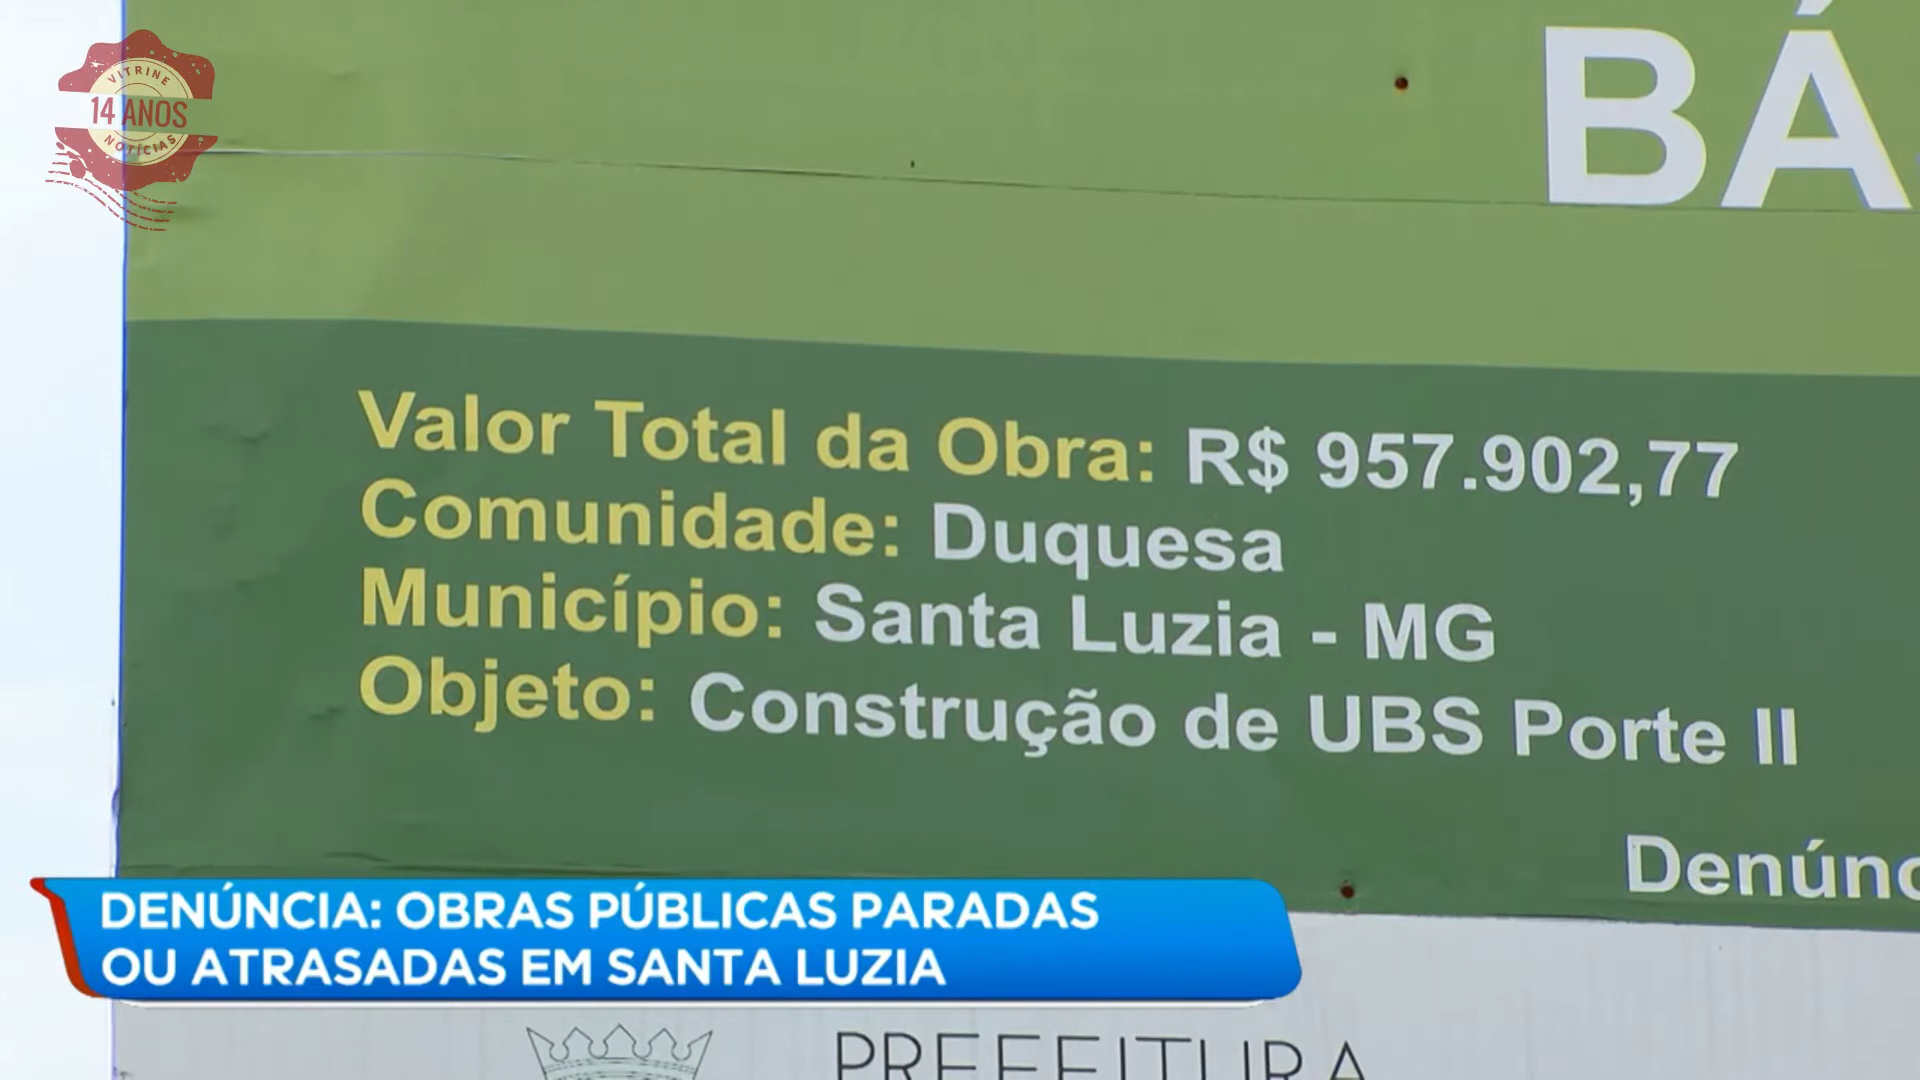 VITRINE
14 ANOS
NOTÍCIAS
BÁ
Valor Total da Obra: R$ 957.902,77
Comunidade: Duquesa
Município: Santa Luzia - MG
Objeto: Construção de UBS Porte II
Denúnc
DENÚNCIA: OBRAS PÚBLICAS PARADAS
OU ATRASADAS EM SANTA LUZIA
PREFEITURA